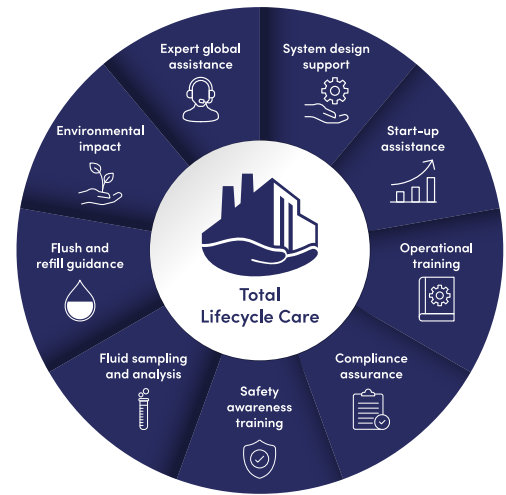 Expert global
assistance
System design
support
Start-up
assistance
Operational
training
Compliance
assurance
Safety
awareness
training
Fluid sampling
and analysis
Flush and
refill guidance
Environmental
impact
Total
Lifecycle Care